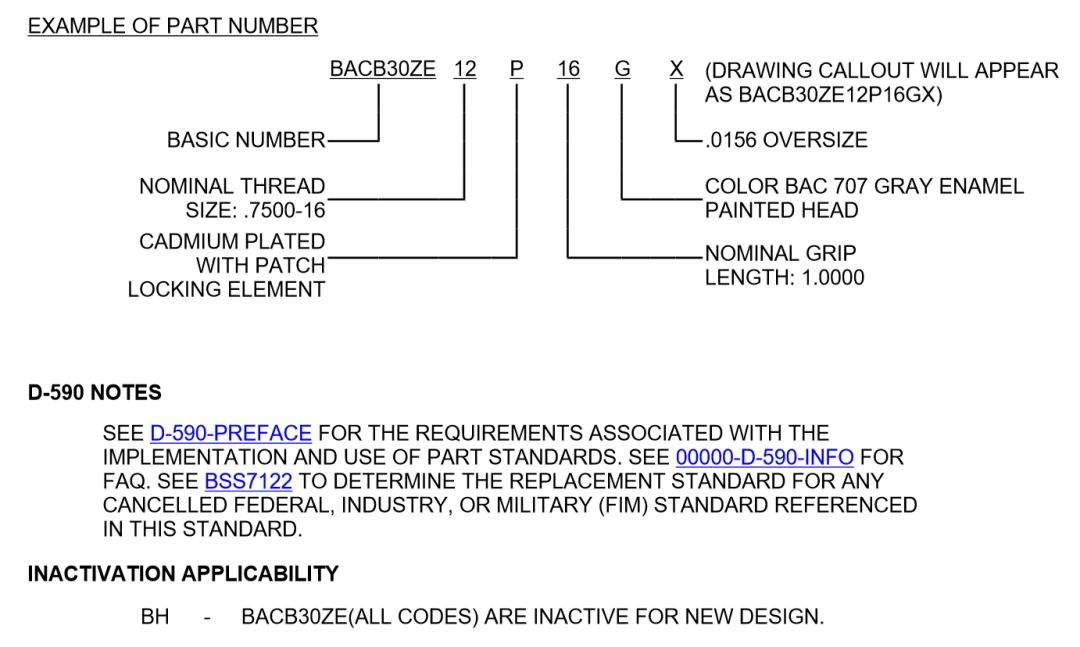 EXAMPLE OF PART NUMBER
BACB30ZE 12 P 16 G X (DRAWING CALLOUT WILL APPEAR
AS BACB30ZE12P16GX)
BASIC NUMBER
.0156 OVERSIZE
NOMINAL THREAD
SIZE: .7500-16
COLOR BAC 707 GRAY ENAMEL
PAINTED HEAD
CADMIUM PLATED
WITH PATCH
LOCKING ELEMENT
NOMINAL GRIP
LENGTH: 1.0000
D-590 NOTES
SEE D-590-PREFACE FOR THE REQUIREMENTS ASSOCIATED WITH THE
IMPLEMENTATION AND USE OF PART STANDARDS. SEE 00000-D-590-INFO FOR
FAQ. SEE BSS7122 TO DETERMINE THE REPLACEMENT STANDARD FOR ANY
CANCELLED FEDERAL, INDUSTRY, OR MILITARY (FIM) STANDARD REFERENCED
IN THIS STANDARD.
INACTIVATION APPLICABILITY
BH - BACB30ZE(ALL CODES) ARE INACTIVE FOR NEW DESIGN.